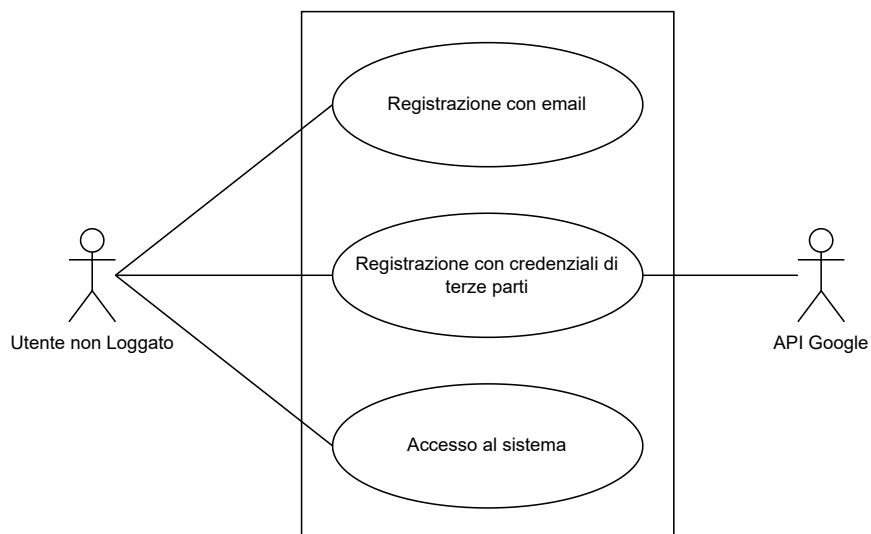 Registrazione con email
Registrazione con credenziali di
terze parti
Utente non Loggato
API Google
Accesso al sistema